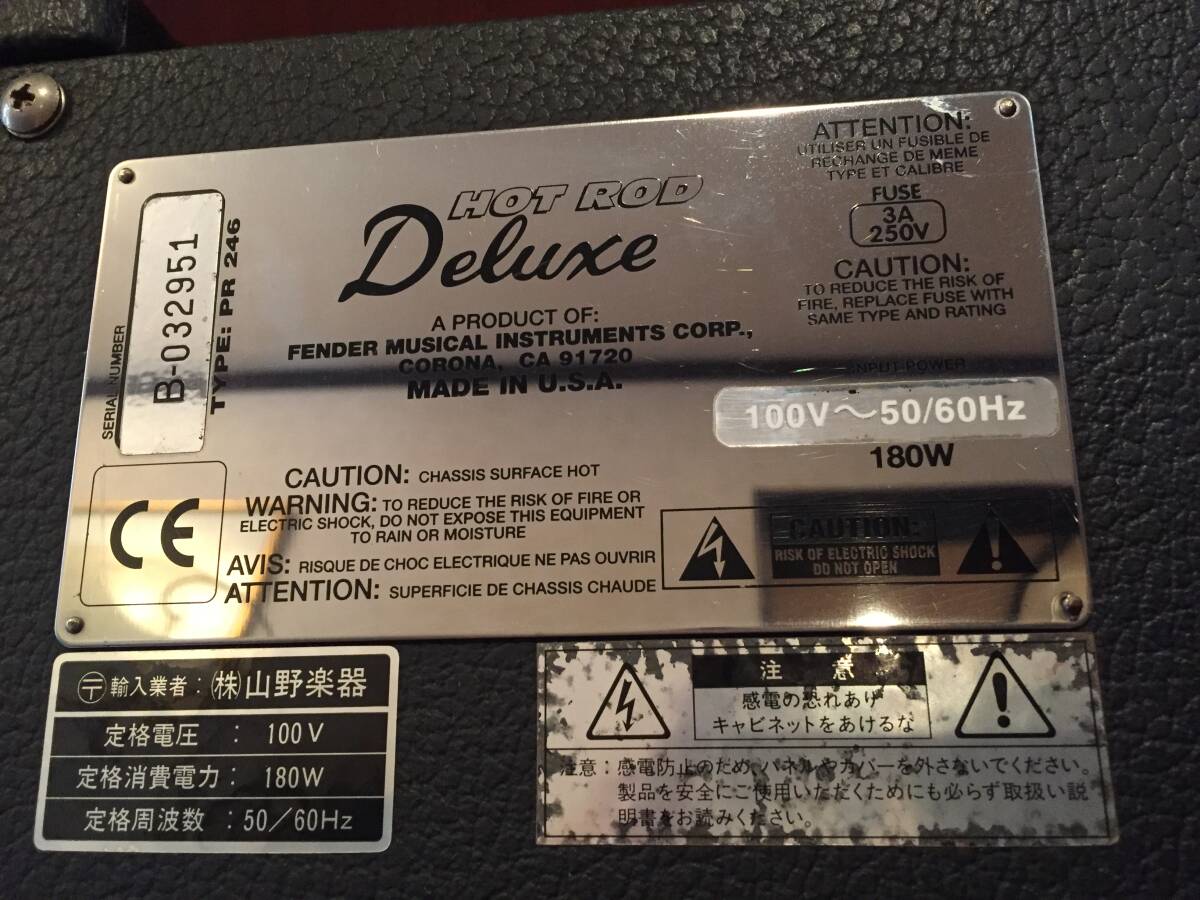 HOT ROD
Deluxe
A PRODUCT OF:
FENDER MUSICAL INSTRUMENTS CORP.,
CORONA, CA 91720
MADE IN U.S.A.
SERIAL NUMBER
B-032951
TYPE: PR 246
ATTENTION:
UTILISER UN FUSIBLE DE
RECHANGE DE MEME
TYPE ET CALIBRE
FUSE
3A
250V
CAUTION:
TO REDUCE THE RISK OF
FIRE, REPLACE FUSE WITH
SAME TYPE AND RATING
INPUT POWER
100V～50/60Hz
180W
CE
CAUTION: CHASSIS SURFACE HOT
WARNING: TO REDUCE THE RISK OF FIRE OR
ELECTRIC SHOCK, DO NOT EXPOSE THIS EQUIPMENT
TO RAIN OR MOISTURE
AVIS: RISQUE DE CHOC ELECTRIQUE NE PAS OUVRIR
ATTENTION: SUPERFICIE DE CHASSIS CHAUDE
CAUTION:
RISK OF ELECTRIC SHOCK
DO NOT OPEN
〶輸入業者：㈱山野楽器
定格電圧 ： 100V
定格消費電力： 180W
定格周波数 ：50／60Hz
注 意
感電の恐れあり
キャビネットをあけるな
注意：感電防止のため、パネルやカバーを外さないでください。
製品を安全にご使用いただくためにも必らず取扱い説
明書をお読みください。